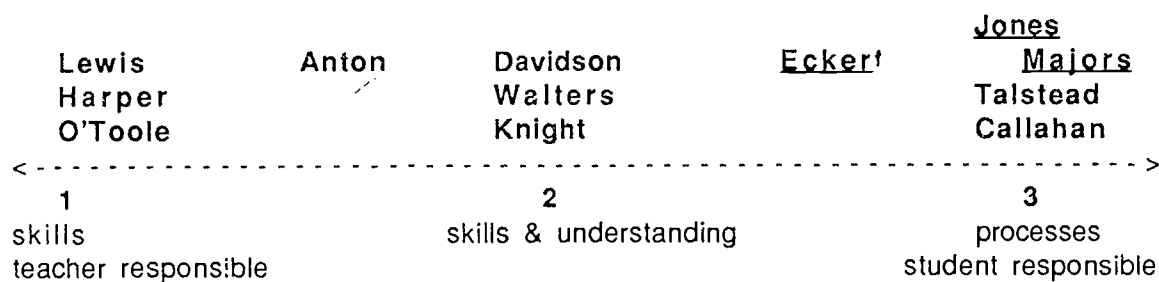 Jones
Lewis Anton Davidson Eckert Majors
Harper Walters Talstead
O'Toole Knight Callahan
1 2 3
skills skills & understanding processes
teacher responsible student responsible